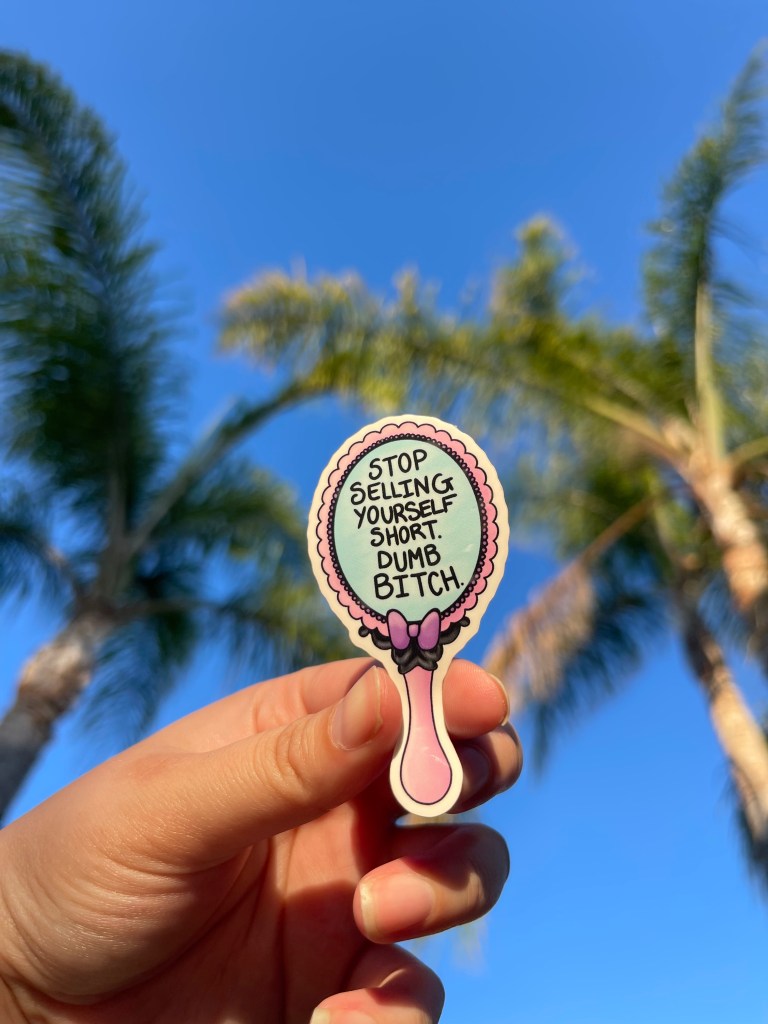 STOP
SELLING
YOURSELF
SHORT.
DUMB
BITCH.